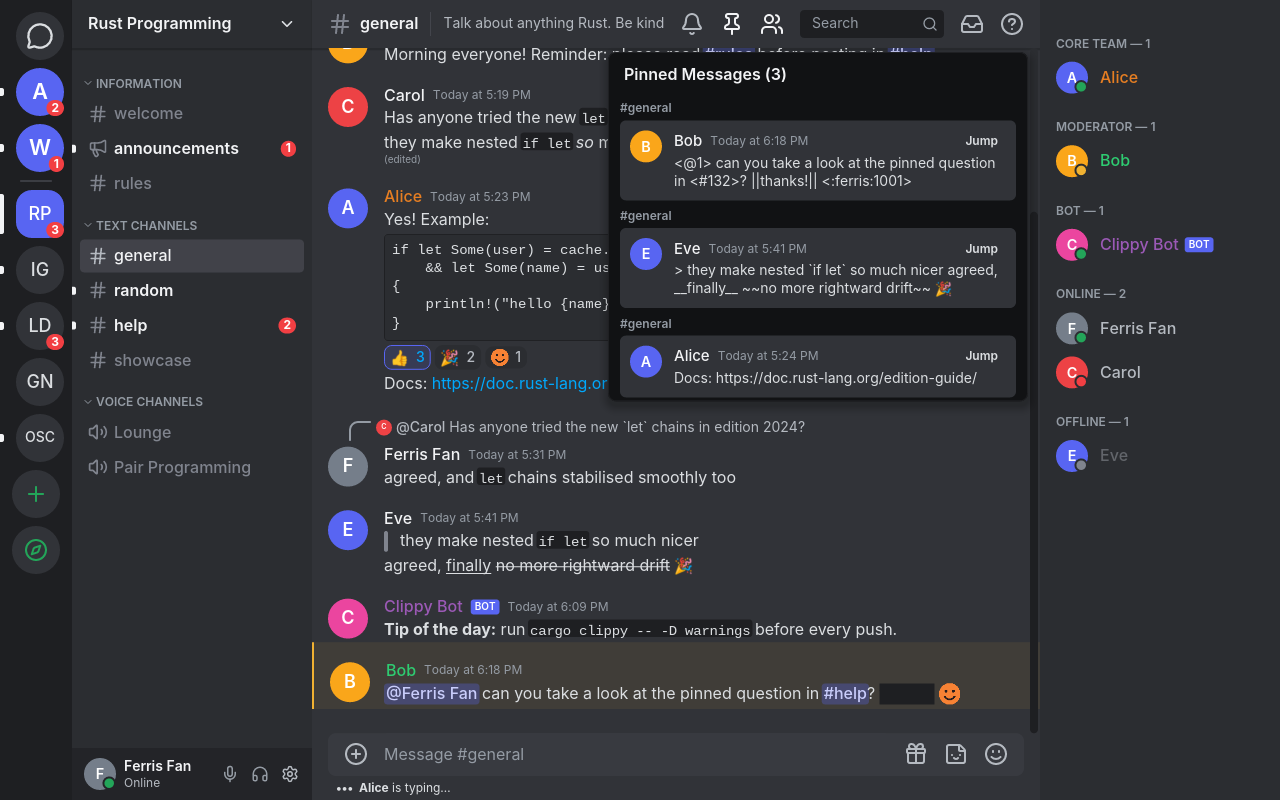 A
2
W
1
RP
3
IG
LD
3
GN
OSC
Rust Programming
INFORMATION
welcome
announcements
1
rules
TEXT CHANNELS
general
random
help
2
showcase
VOICE CHANNELS
Lounge
Pair Programming
F
Ferris Fan
Online
general
Talk about anything Rust. Be kind
Search
Morning everyone! Reminder:
C
Carol Today at 5:19 PM
Has anyone tried the new let
they make nested if let so
(edited)
A
Alice Today at 5:23 PM
Yes! Example:
if let Some(user) = cache.
&& let Some(name) = us
{
println!("hello {name}
}
👍 3 🎉 2 1
Docs: https://doc.rust-lang.or
C @Carol Has anyone tried the new `let` chains in edition 2024?
F
Ferris Fan Today at 5:31 PM
agreed, and let chains stabilised smoothly too
E
Eve Today at 5:41 PM
they make nested if let so much nicer
agreed, finally no more rightward drift 🎉
C
Clippy Bot BOT Today at 6:09 PM
Tip of the day: run cargo clippy -- -D warnings before every push.
B
Bob Today at 6:18 PM
@Ferris Fan can you take a look at the pinned question in #help?
Message #general
Alice is typing...
Pinned Messages (3)
#general
B
Bob Today at 6:18 PM Jump
<@1> can you take a look at the pinned question
in <#132>? ||thanks!|| <:ferris:1001>
#general
E
Eve Today at 5:41 PM Jump
> they make nested `if let` so much nicer agreed,
__finally__ ~~no more rightward drift~~ 🎉
#general
A
Alice Today at 5:24 PM Jump
Docs: https://doc.rust-lang.org/edition-guide/
CORE TEAM — 1
A
Alice
MODERATOR — 1
B
Bob
BOT — 1
C
Clippy Bot BOT
ONLINE — 2
F
Ferris Fan
C
Carol
OFFLINE — 1
E
Eve